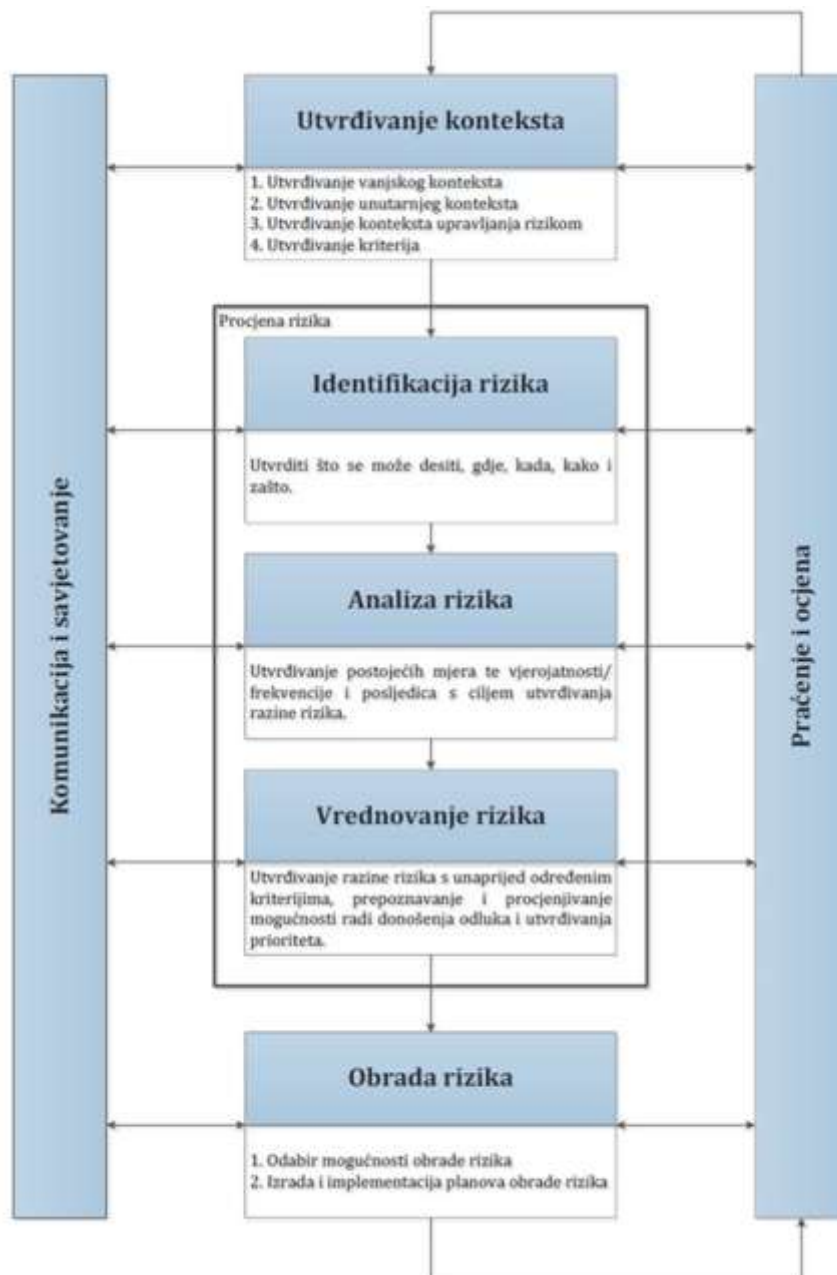 Utvrđivanje konteksta
1. Utvrđivanje vanjskog konteksta
2. Utvrđivanje unutarnjeg konteksta
3. Utvrđivanje konteksta upravljanja rizikom
4. Utvrđivanje kriterija
Procjena rizika
Identifikacija rizika
Utvrditi što se može desiti, gdje, kada, kako i
zašto.
Analiza rizika
Utvrđivanje postojećih mjera te vjerojatnosti/
frekvencije i posljedica s ciljem utvrđivanja
razine rizika.
Vrednovanje rizika
Utvrđivanje razine rizika s unaprijed određenim
kriterijima, prepoznavanje i procjenjivanje
mogućnosti radi donošenja odluka i utvrđivanja
prioriteta.
Obrada rizika
1. Odabir mogućnosti obrade rizika
2. Izrada i implementacija planova obrade rizika
Komunikacija i savjetovanje
Praćenje i ocjena